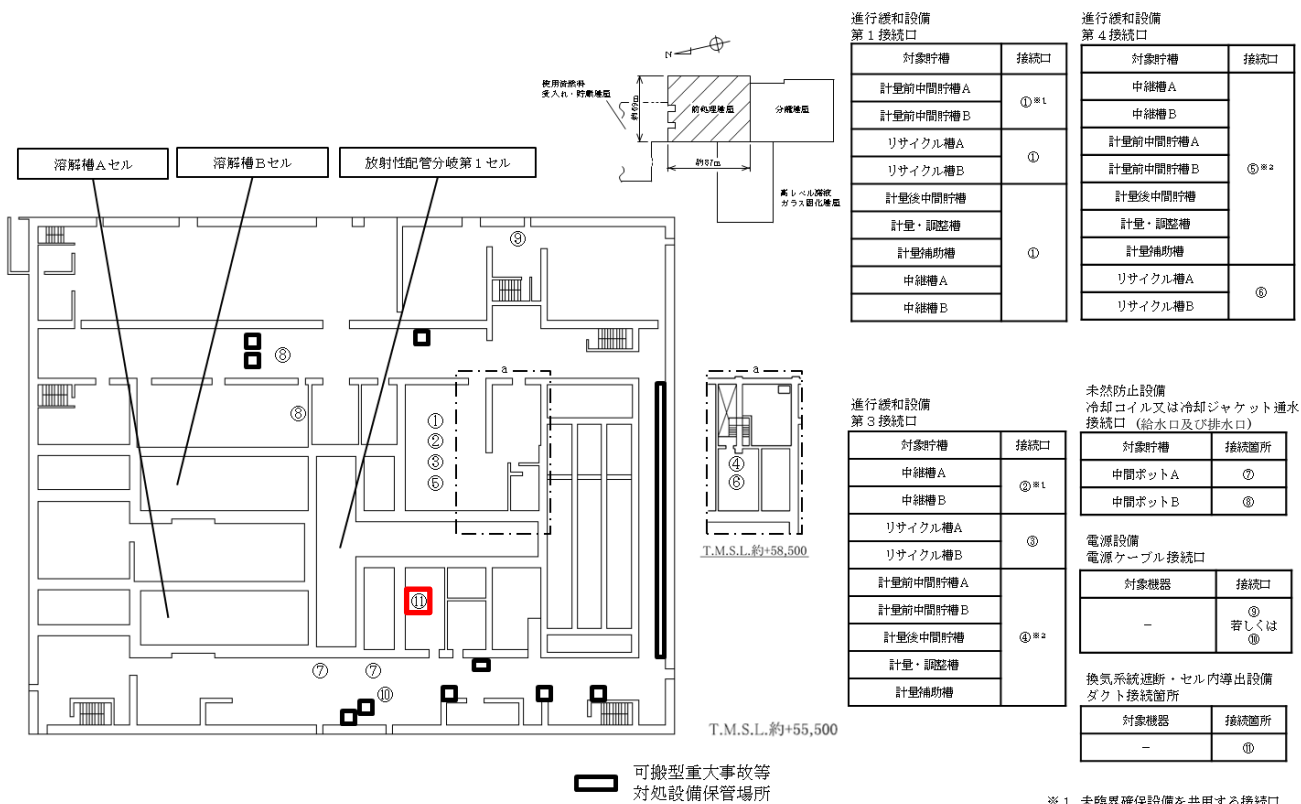 進行緩和設備
第1接続口
対象貯槽 接続口
計量前中間貯槽A
計量前中間貯槽B
①※1
リサイクル槽A
リサイクル槽B
①
計量後中間貯槽
計量・調整槽
計量補助槽
中継槽A
中継槽B
①
進行緩和設備
第4接続口
対象貯槽 接続口
中継槽A
中継槽B
計量前中間貯槽A
計量前中間貯槽B
計量後中間貯槽
計量・調整槽
計量補助槽
⑤※2
リサイクル槽A
リサイクル槽B
⑥
N
使用済燃料
受入れ・貯蔵建屋
約69m
前処理建屋
分離建屋
約87m
高レベル廃液
ガラス固化建屋
溶解槽Aセル
溶解槽Bセル
放射性配管分岐第1セル
⑨
⑧
⑧
a
①
②
③
⑤
⑪
⑦ ⑦
⑩
a
④
⑥
T.M.S.L.約+58,500
T.M.S.L.約+55,500
可搬型重大事故等
対処設備保管場所
進行緩和設備
第3接続口
対象貯槽 接続口
中継槽A
中継槽B
②※1
リサイクル槽A
リサイクル槽B
③
計量前中間貯槽A
計量前中間貯槽B
計量後中間貯槽
計量・調整槽
計量補助槽
④※2
未然防止設備
冷却コイル又は冷却ジャケット通水
接続口（給水口及び排水口）
対象貯槽 接続箇所
中間ポットA ⑦
中間ポットB ⑧
電源設備
電源ケーブル接続口
対象機器 接続口
－
⑨
若しくは
⑩
換気系統遮断・セル内導出設備
ダクト接続箇所
対象機器 接続箇所
－ ⑪
※1 未臨界確保設備を共用する接続口